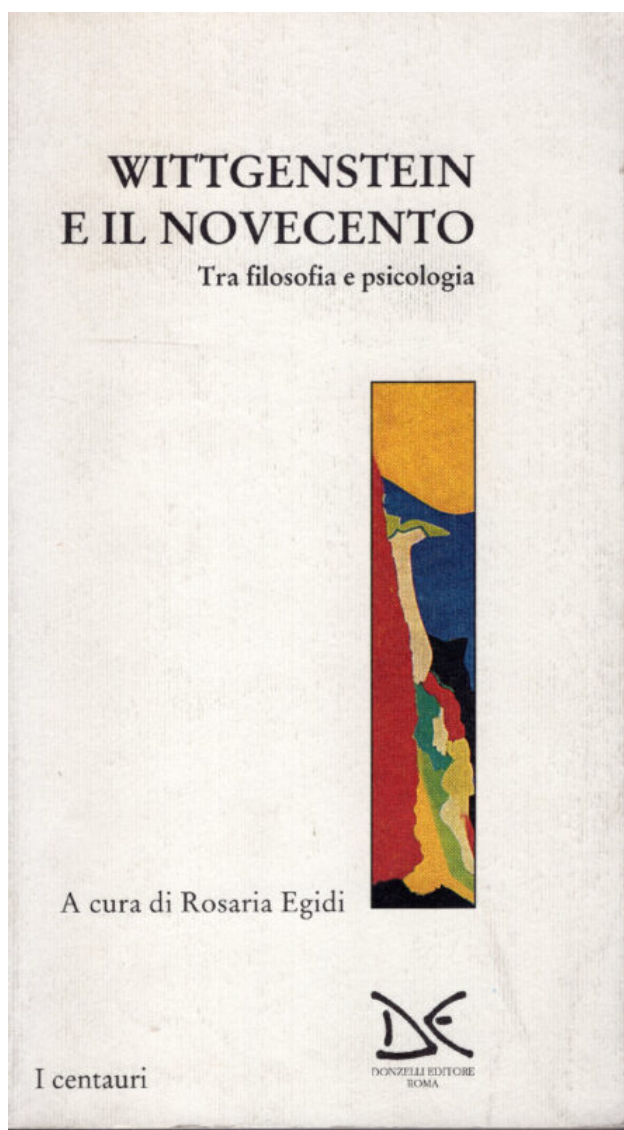 WITTGENSTEIN
E IL NOVECENTO
Tra filosofia e psicologia
A cura di Rosaria Egidi
DE
DONZELLI EDITORE
ROMA
I centauri